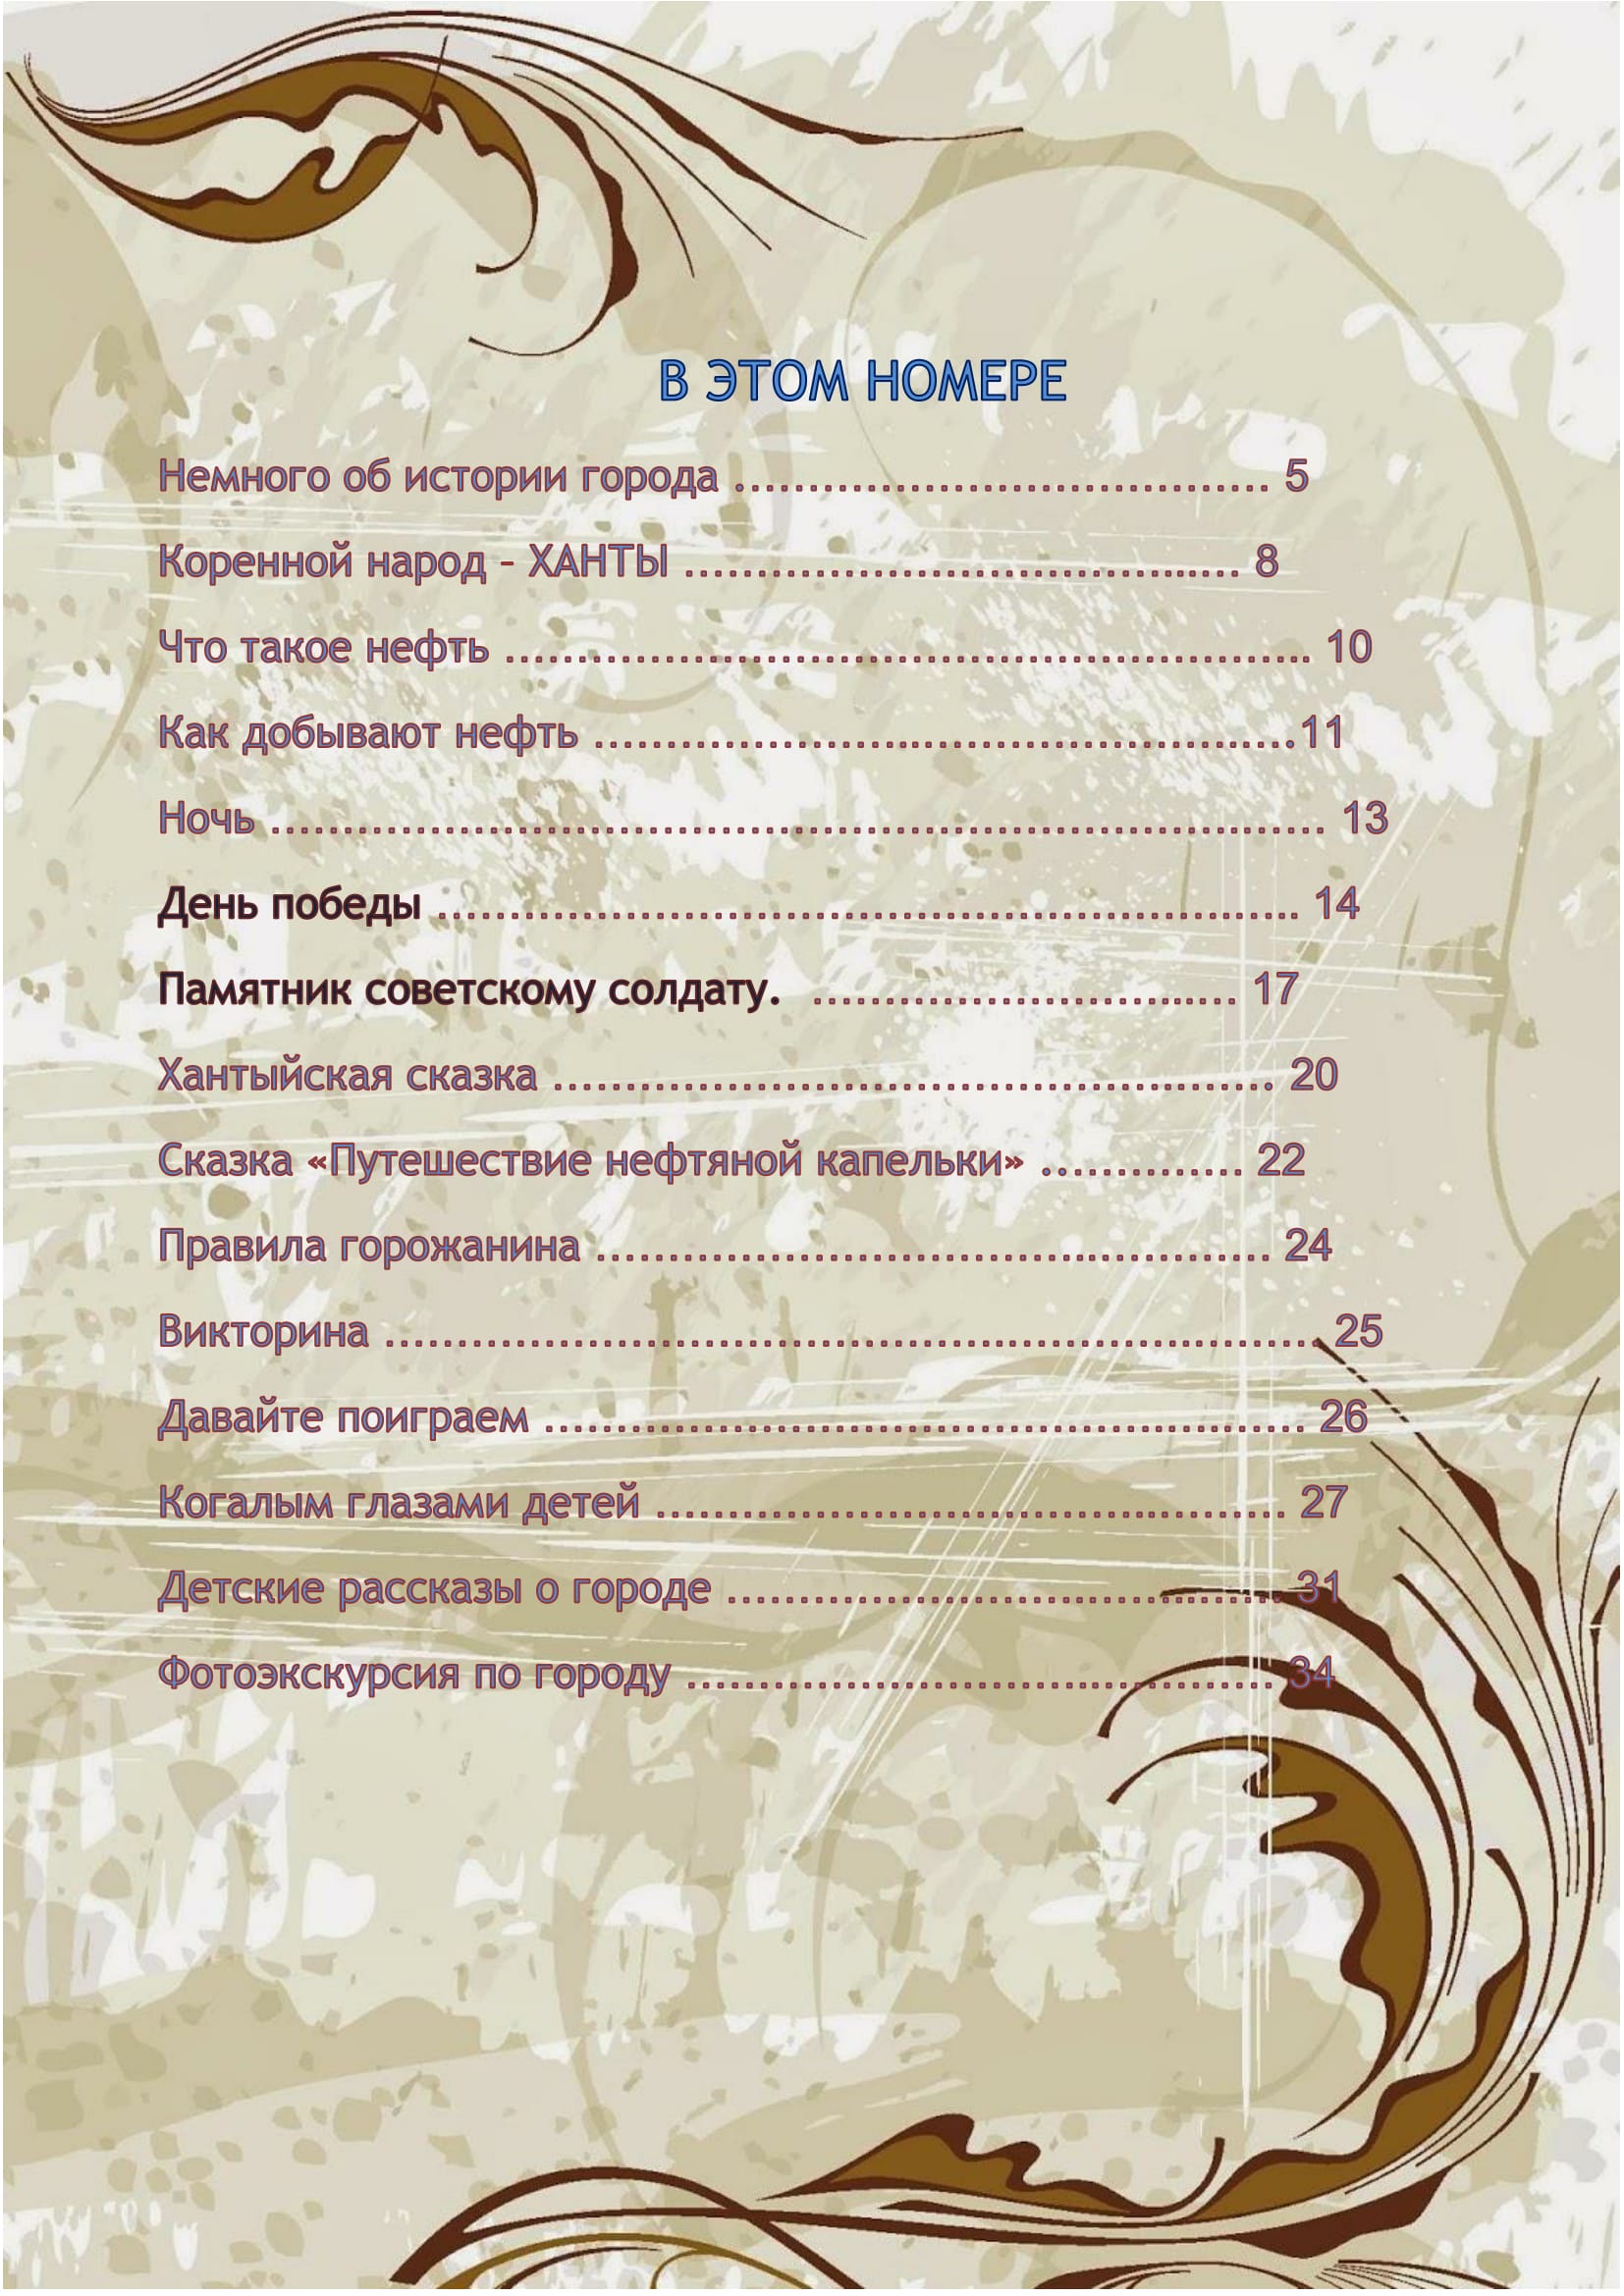 В ЭТОМ НОМЕРЕ
Немного об истории города ........................................ 5
Коренной народ – ХАНТЫ ........................................ 8
Что такое нефть ........................................ 10
Как добывают нефть ........................................11
Ночь ........................................ 13
День победы ........................................ 14
Памятник советскому солдату. ........................................ 17
Хантыйская сказка ........................................ 20
Сказка «Путешествие нефтяной капельки» .............. 22
Правила горожанина ........................................ 24
Викторина ........................................ 25
Давайте поиграем ........................................ 26
Когалым глазами детей ........................................ 27
Детские рассказы о городе ........................................ 31
Фотоэкскурсия по городу ........................................ 34